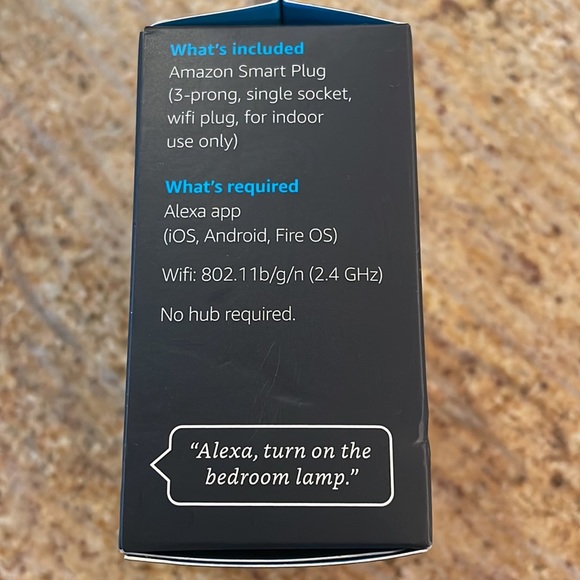 What's included
Amazon Smart Plug
(3-prong, single socket,
wifi plug, for indoor
use only)
What's required
Alexa app
(iOS, Android, Fire OS)
Wifi: 802.11b/g/n (2.4 GHz)
No hub required.
“Alexa, turn on the
bedroom lamp.”